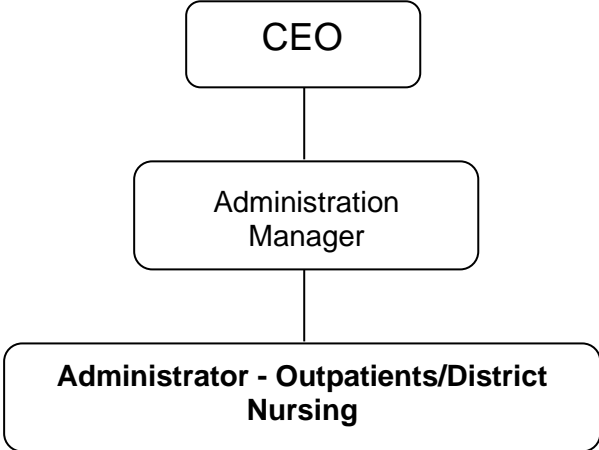 CEO
Administration
Manager
Administrator - Outpatients/District
Nursing